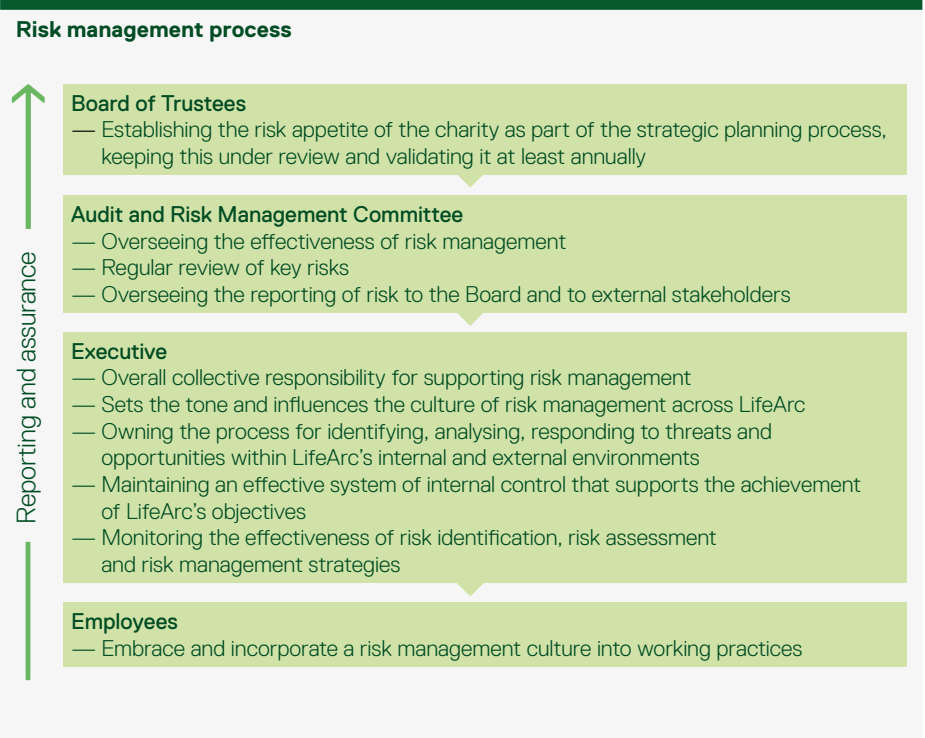 Risk management process
Board of Trustees
— Establishing the risk appetite of the charity as part of the strategic planning process,
keeping this under review and validating it at least annually
Audit and Risk Management Committee
— Overseeing the effectiveness of risk management
— Regular review of key risks
— Overseeing the reporting of risk to the Board and to external stakeholders
Executive
— Overall collective responsibility for supporting risk management
— Sets the tone and influences the culture of risk management across LifeArc
— Owning the process for identifying, analysing, responding to threats and
opportunities within LifeArc’s internal and external environments
— Maintaining an effective system of internal control that supports the achievement
of LifeArc’s objectives
— Monitoring the effectiveness of risk identification, risk assessment
and risk management strategies
Employees
— Embrace and incorporate a risk management culture into working practices
Reporting and assurance